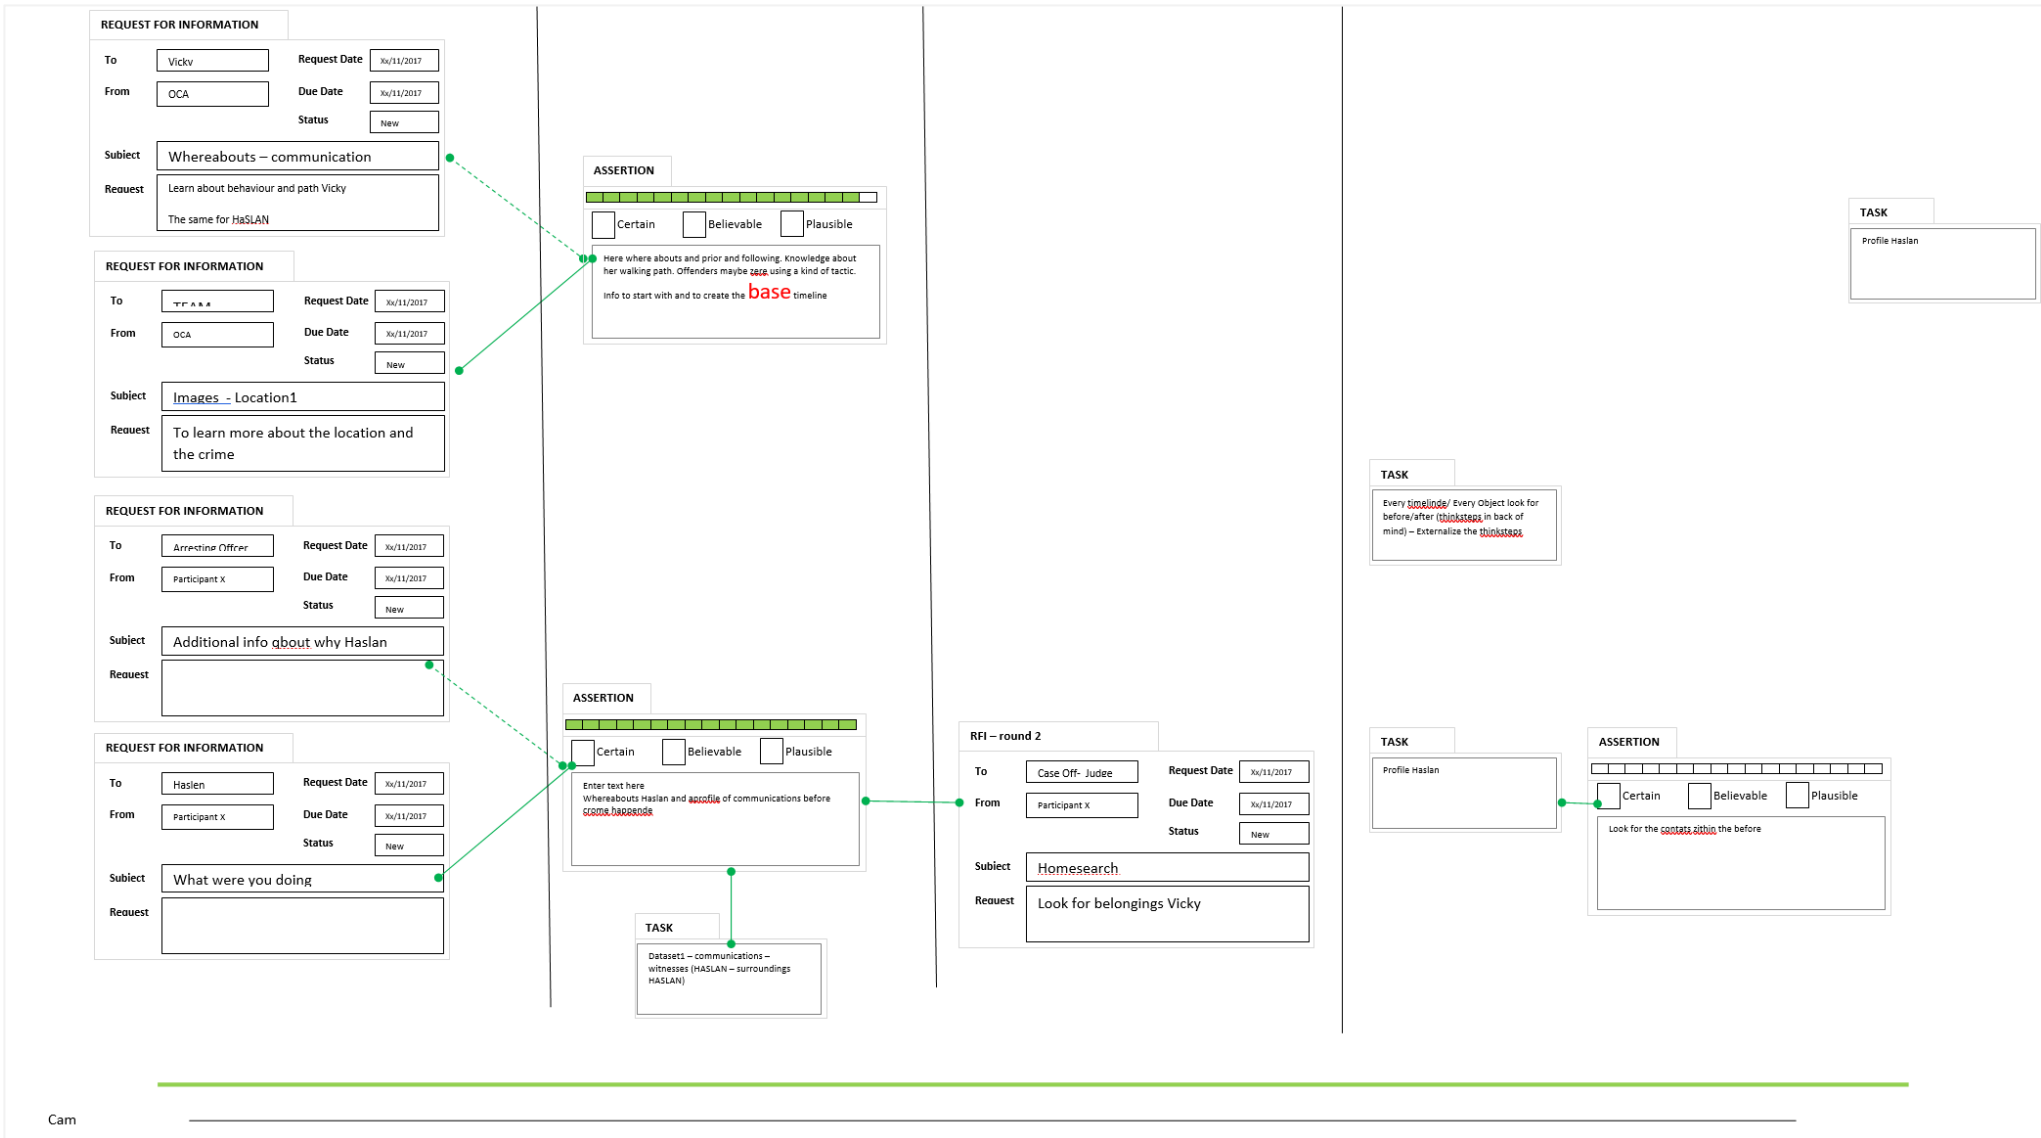 REQUEST FOR INFORMATION
To Vicky Request Date Xx/11/2017
From OCA Due Date Xx/11/2017
Status New
Subject Whereabouts – communication
Request Learn about behaviour and path Vicky
The same for HaSLAN
REQUEST FOR INFORMATION
To TEAM Request Date Xx/11/2017
From OCA Due Date Xx/11/2017
Status New
Subject Images - Location1
Request To learn more about the location and
the crime
REQUEST FOR INFORMATION
To Arresting Offcer Request Date Xx/11/2017
From Participant X Due Date Xx/11/2017
Status New
Subject Additional info qbout why Haslan
Request
REQUEST FOR INFORMATION
To Haslen Request Date Xx/11/2017
From Participant X Due Date Xx/11/2017
Status New
Subject What were you doing
Request
ASSERTION
Certain Believable Plausible
Here where abouts and prior and following. Knowledge about
her walking path. Offenders maybe zere using a kind of tactic.
Info to start with and to create the base timeline
ASSERTION
Certain Believable Plausible
Enter text here
Whereabouts Haslan and aprofile of communications before
crome happende
TASK
Dataset1 – communications –
witnesses (HASLAN – surroundings
HASLAN)
RFI – round 2
To Case Off- Judge Request Date Xx/11/2017
From Participant X Due Date Xx/11/2017
Status New
Subject Homesearch
Request Look for belongings Vicky
TASK
Profile Haslan
TASK
Every timelinde/ Every Object look for
before/after (thinksteps in back of
mind) – Externalize the thinksteps
TASK
Profile Haslan
ASSERTION
Certain Believable Plausible
Look for the contats zithin the before
Cam